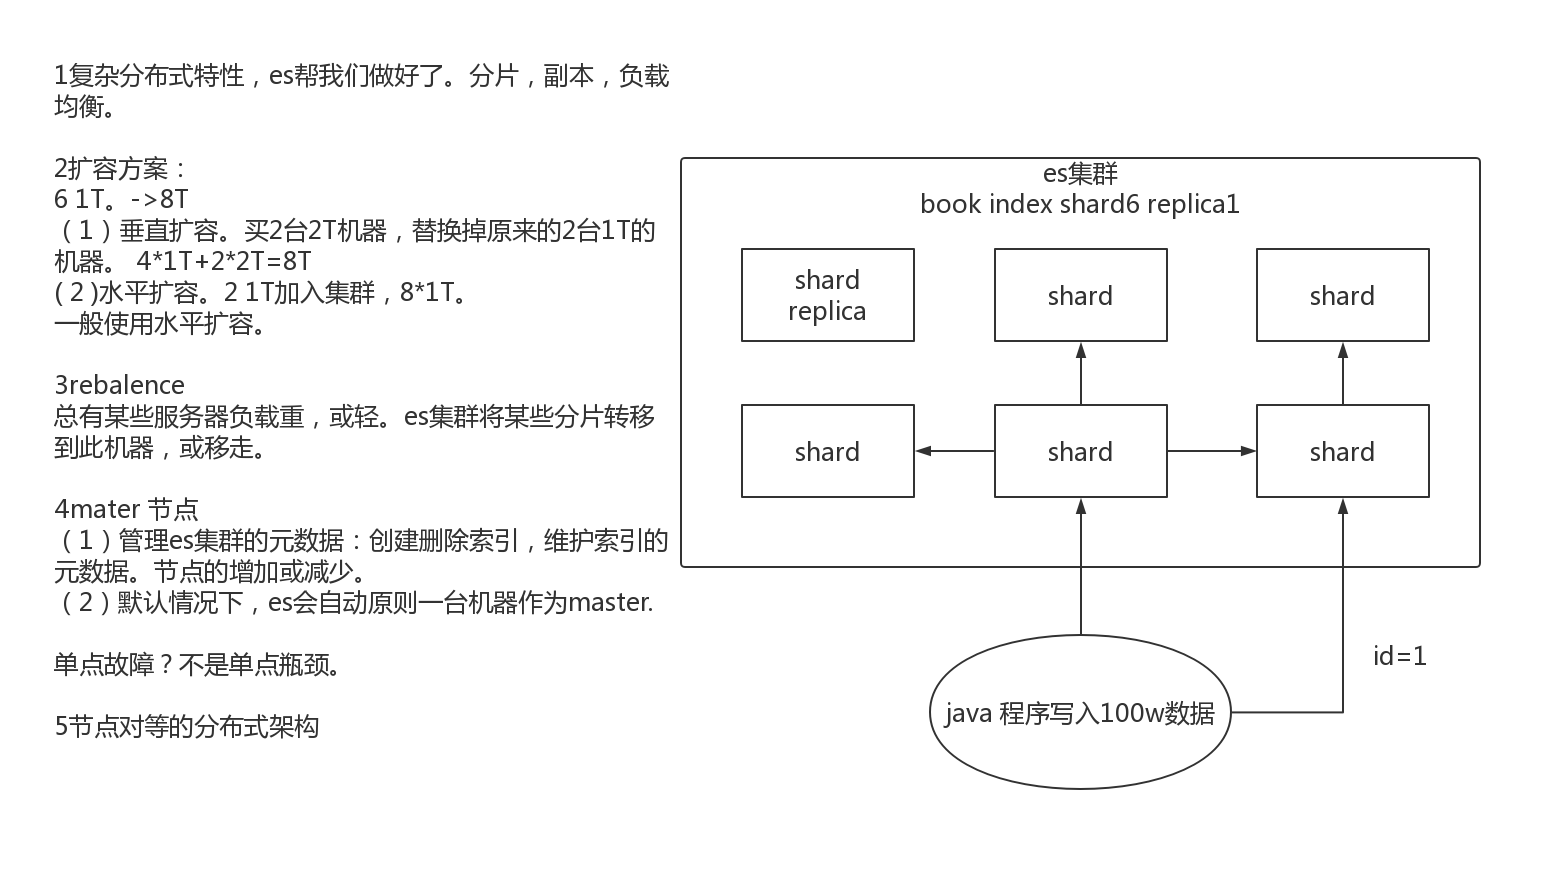 1复杂分布式特性，es帮我们做好了。分片，副本，负载
均衡。
2扩容方案：
6 1T。->8T
（1）垂直扩容。买2台2T机器，替换掉原来的2台1T的
机器。 4*1T+2*2T=8T
( 2 )水平扩容。2 1T加入集群，8*1T。
一般使用水平扩容。
3rebalence
总有某些服务器负载重，或轻。es集群将某些分片转移
到此机器，或移走。
4mater 节点
（1）管理es集群的元数据：创建删除索引，维护索引的
元数据。节点的增加或减少。
（2）默认情况下，es会自动原则一台机器作为master.
单点故障？不是单点瓶颈。
5节点对等的分布式架构
es集群
book index shard6 replica1
shard
replica
shard
shard
shard
shard
shard
id=1
java 程序写入100w数据